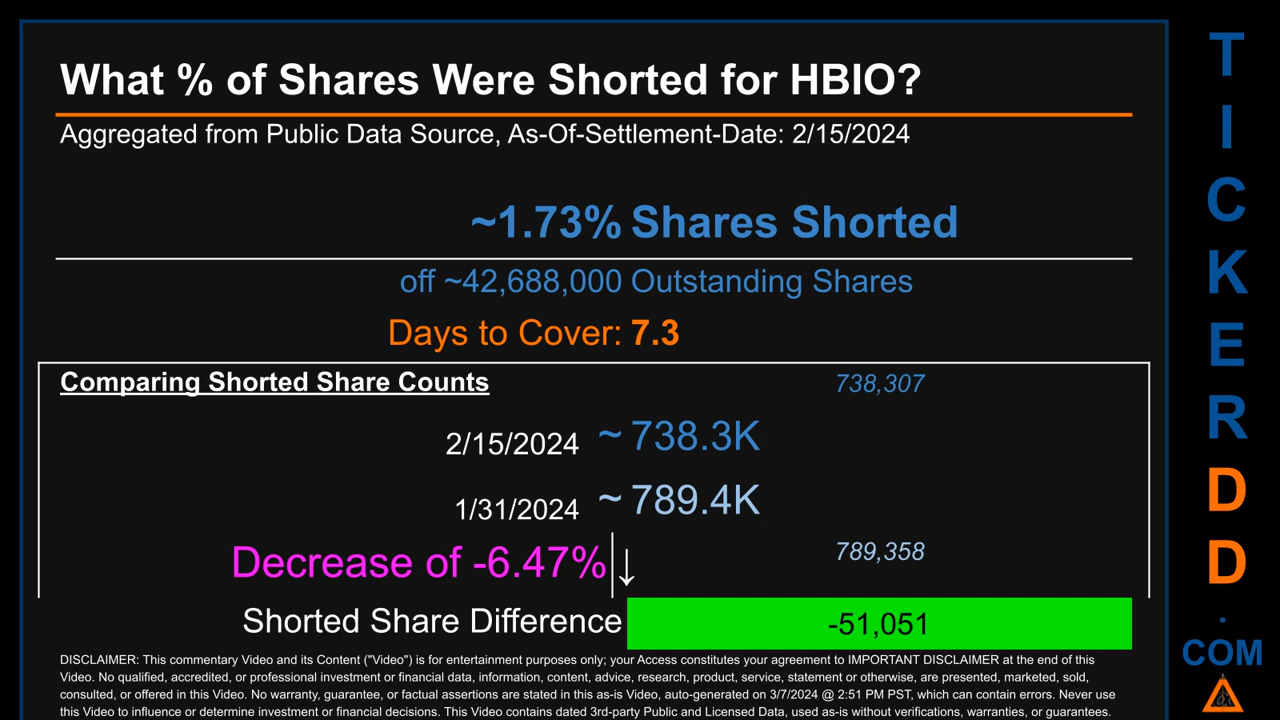 What % of Shares Were Shorted for HBIO?
Aggregated from Public Data Source, As-Of-Settlement-Date: 2/15/2024
~1.73% Shares Shorted
off ~42,688,000 Outstanding Shares
Days to Cover: 7.3
Comparing Shorted Share Counts
738,307
2/15/2024 ~ 738.3K
1/31/2024 ~ 789.4K
789,358
Decrease of -6.47% ↓
Shorted Share Difference -51,051
DISCLAIMER: This commentary Video and its Content ("Video") is for entertainment purposes only; your Access constitutes your agreement to IMPORTANT DISCLAIMER at the end of this
Video. No qualified, accredited, or professional investment or financial data, information, content, advice, research, product, service, statement or otherwise, are presented, marketed, sold,
consulted, or offered in this Video. No warranty, guarantee, or factual assertions are stated in this as-is Video, auto-generated on 3/7/2024 @ 2:51 PM PST, which can contain errors. Never use
this Video to influence or determine investment or financial decisions. This Video contains dated 3rd-party Public and Licensed Data, used as-is without verifications, warranties, or guarantees.
T
I
C
K
E
R
D
D
.
COM